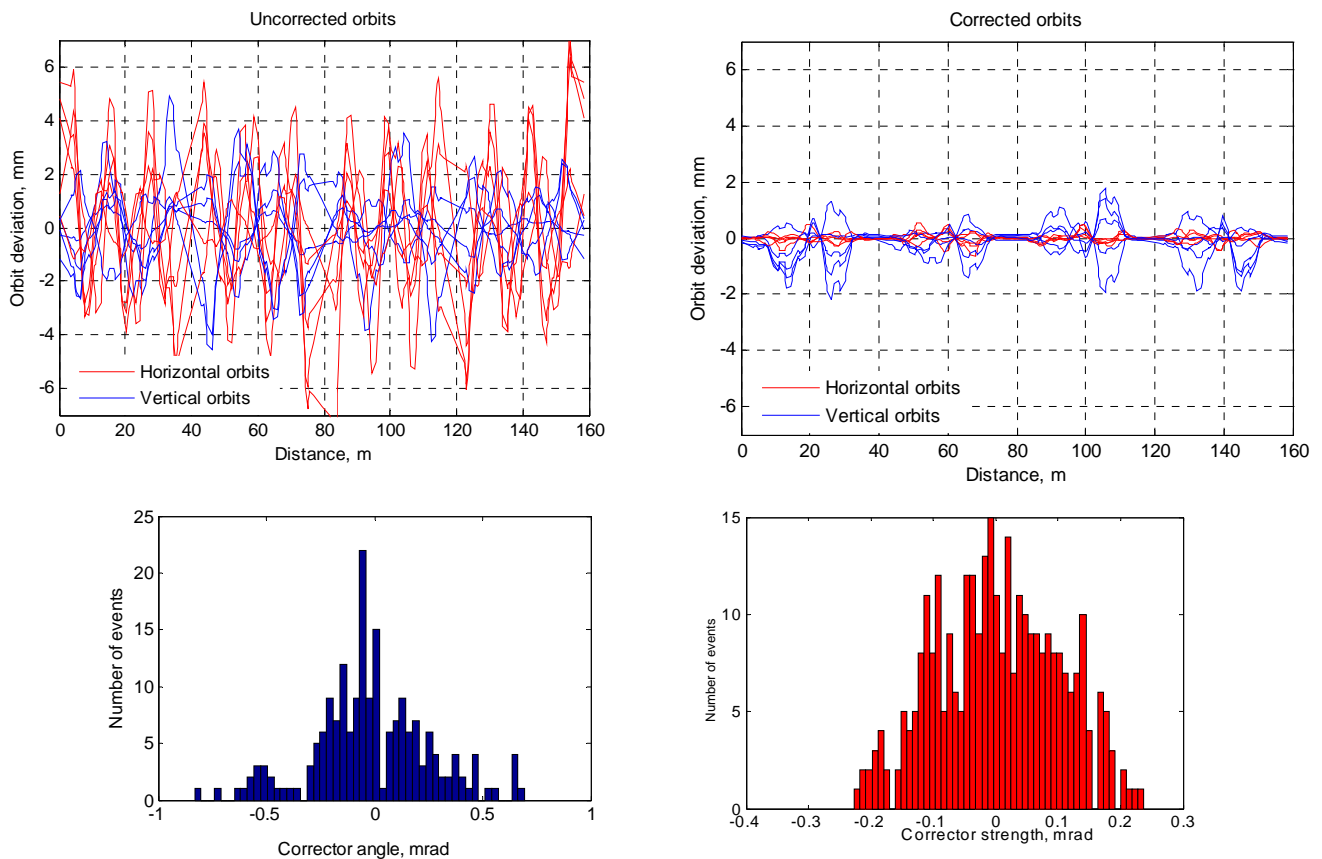 Uncorrected orbits
6
4
2
0
-2
-4
-6
Orbit deviation, mm
Horizontal orbits
Vertical orbits
0 20 40 60 80 100 120 140 160
Distance, m
Corrected orbits
6
4
2
0
-2
-4
-6
Orbit deviation, mm
Horizontal orbits
Vertical orbits
0 20 40 60 80 100 120 140 160
Distance, m
25
20
15
10
5
0
Number of events
-1 -0.5 0 0.5 1
Corrector angle, mrad
15
10
5
0
Number of events
-0.4 -0.3 -0.2 -0.1 0 0.1 0.2 0.3
Corrector strength, mrad